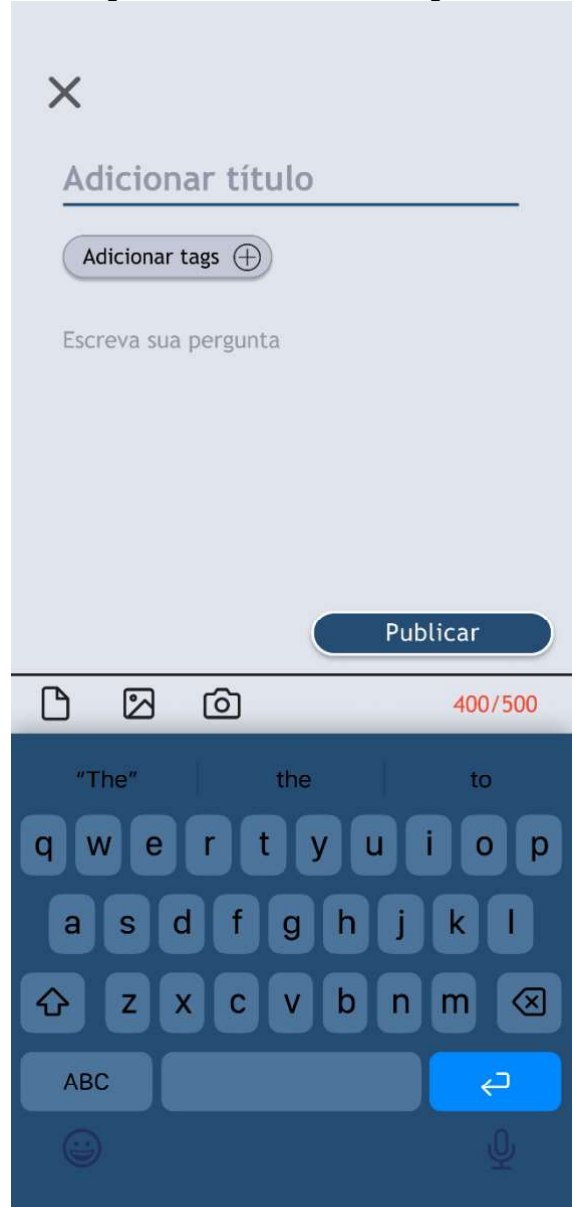 Adicionar título
Adicionar tags
Escreva sua pergunta
Publicar
400/500
“The” the to
q w e r t y u i o p
a s d f g h j k l
z x c v b n m
ABC